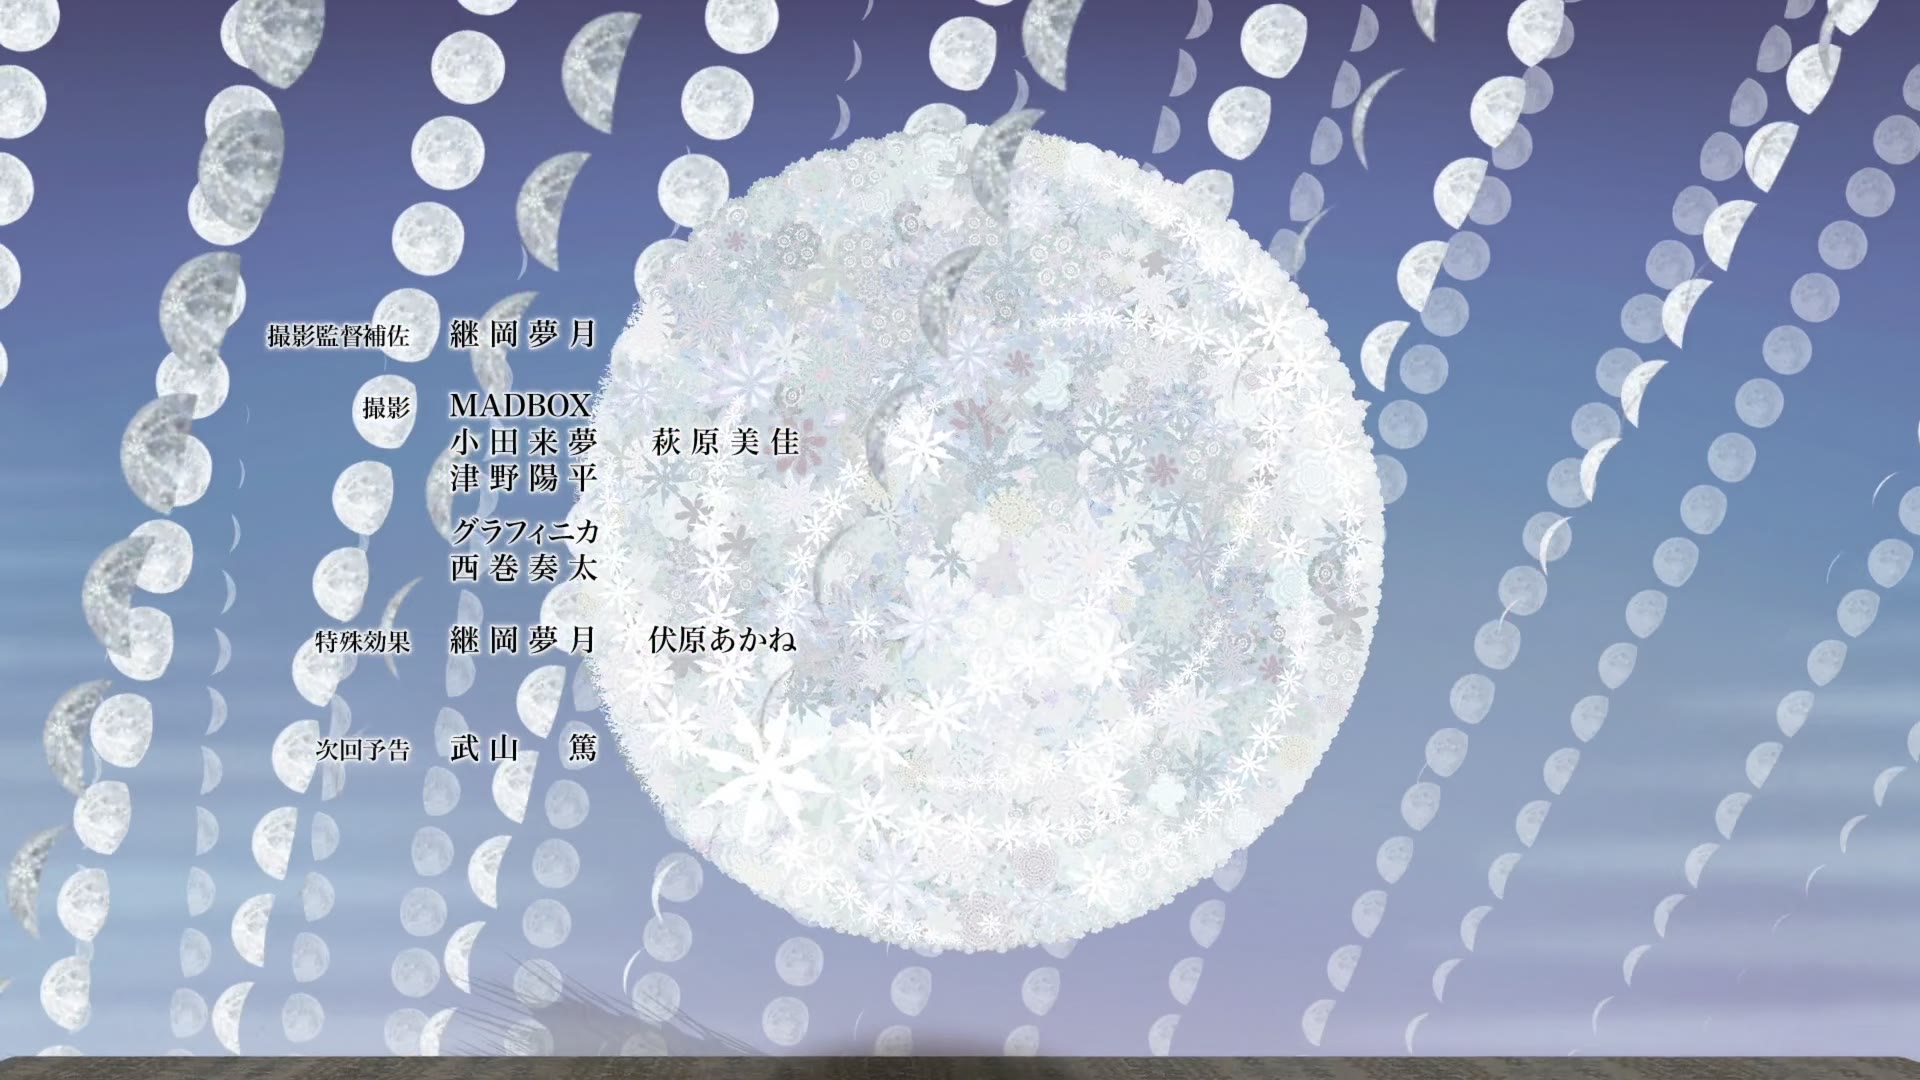 撮影監督補佐 継岡夢月
撮影 MADBOX
小田来夢 萩原美佳
津野陽平
グラフィニカ
西巻奏太
特殊効果 継岡夢月 伏原あかね
次回予告 武山 篤